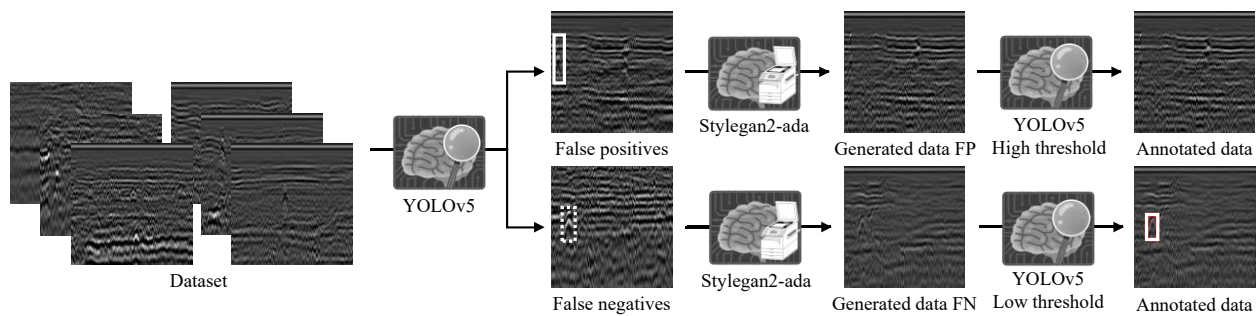 Dataset
YOLOv5
False positives
Stylegan2-ada
Generated data FP
YOLOv5
High threshold
Annotated data
False negatives
Stylegan2-ada
Generated data FN
YOLOv5
Low threshold
Annotated data